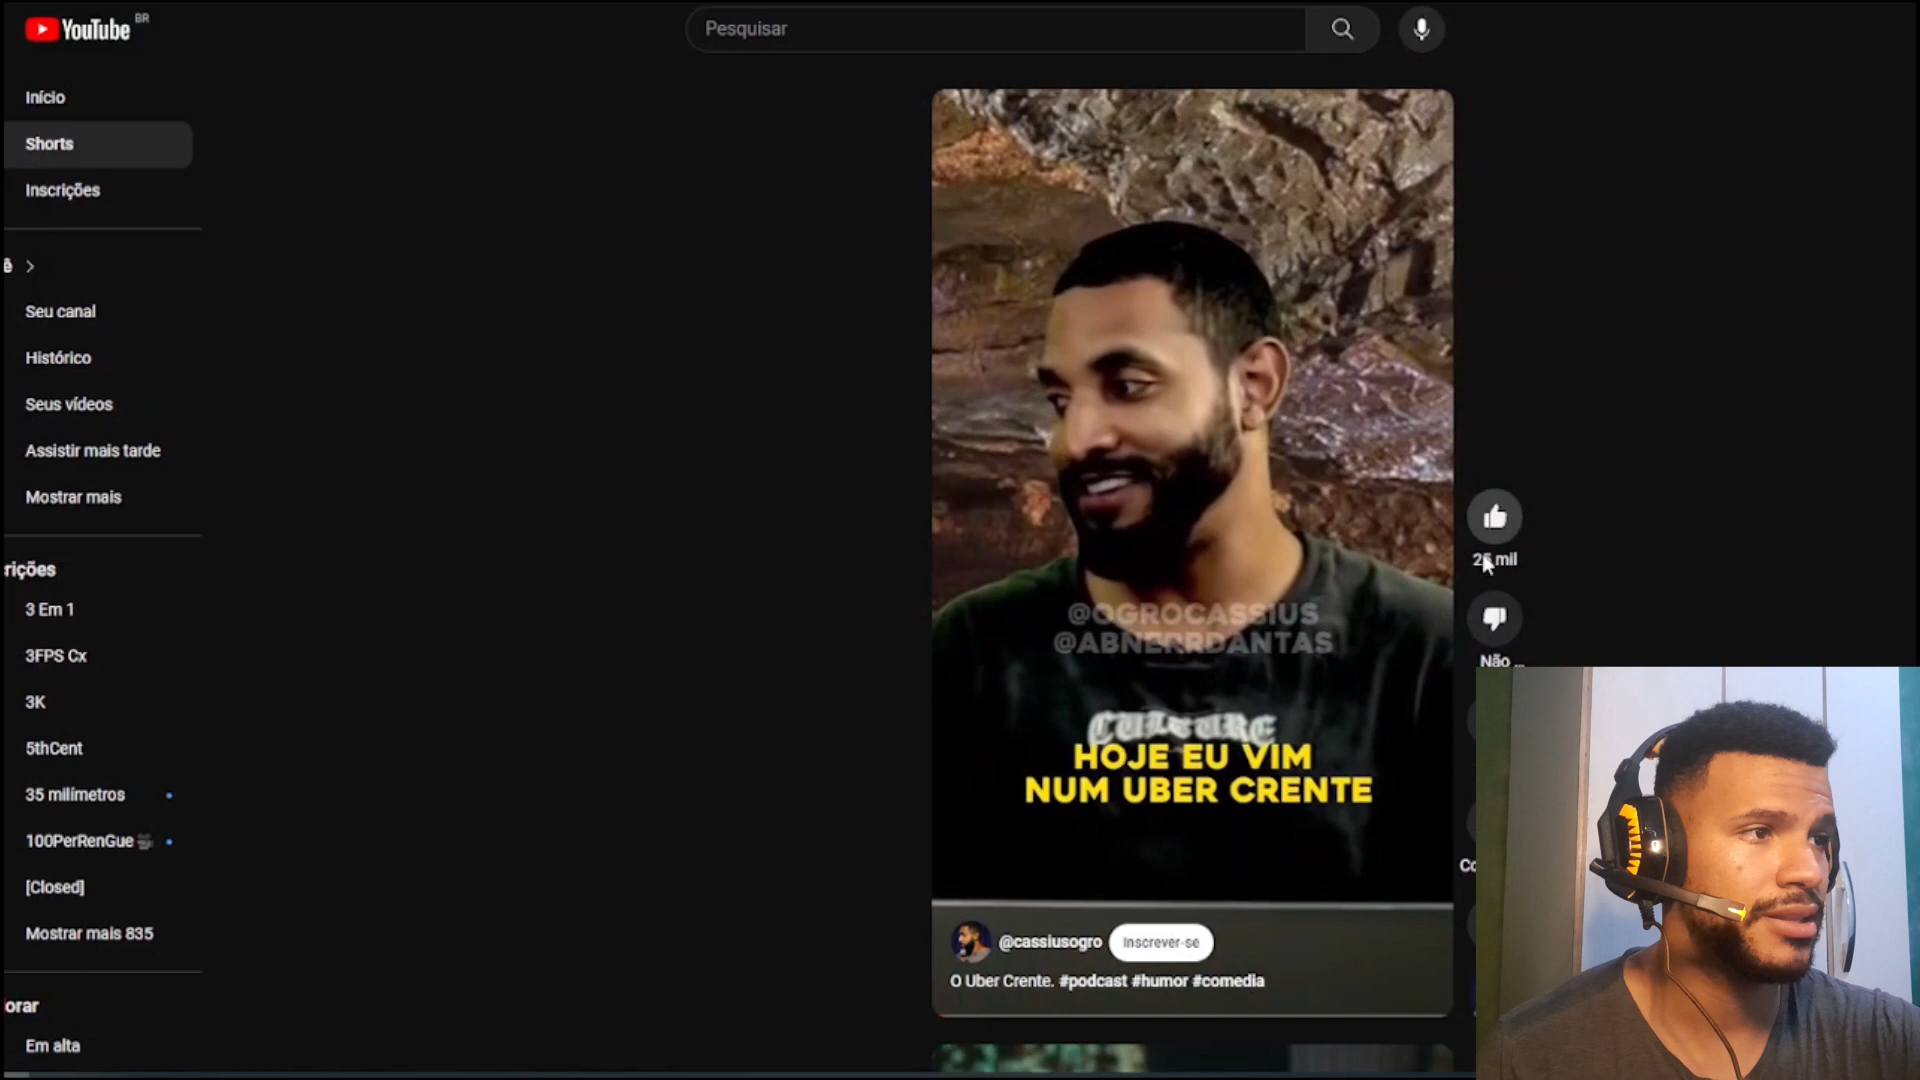 YouTube BR
Pesquisar
Início
Shorts
Inscrições
Seu canal
Histórico
Seus vídeos
Assistir mais tarde
Mostrar mais
rições
3 Em 1
3FPS Cx
3K
5thCent
35 milímetros
100PerRenGue
[Closed]
Mostrar mais 835
orar
Em alta
@OGROCASSIUS
@ABNERRDANTAS
CULTURE
HOJE EU VIM
NUM UBER CRENTE
@cassiusogro Inscrever-se
O Uber Crente. #podcast #humor #comedia
mil
Não ...